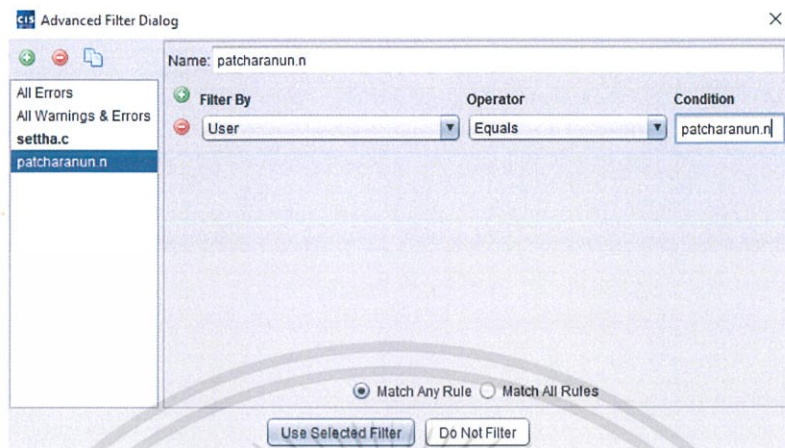 CIS Advanced Filter Dialog
Name: patcharanun.n
All Errors
All Warnings & Errors
settha.c
patcharanun.n
Filter By Operator Condition
User Equals patcharanun.n
Match Any Rule Match All Rules
Use Selected Filter Do Not Filter